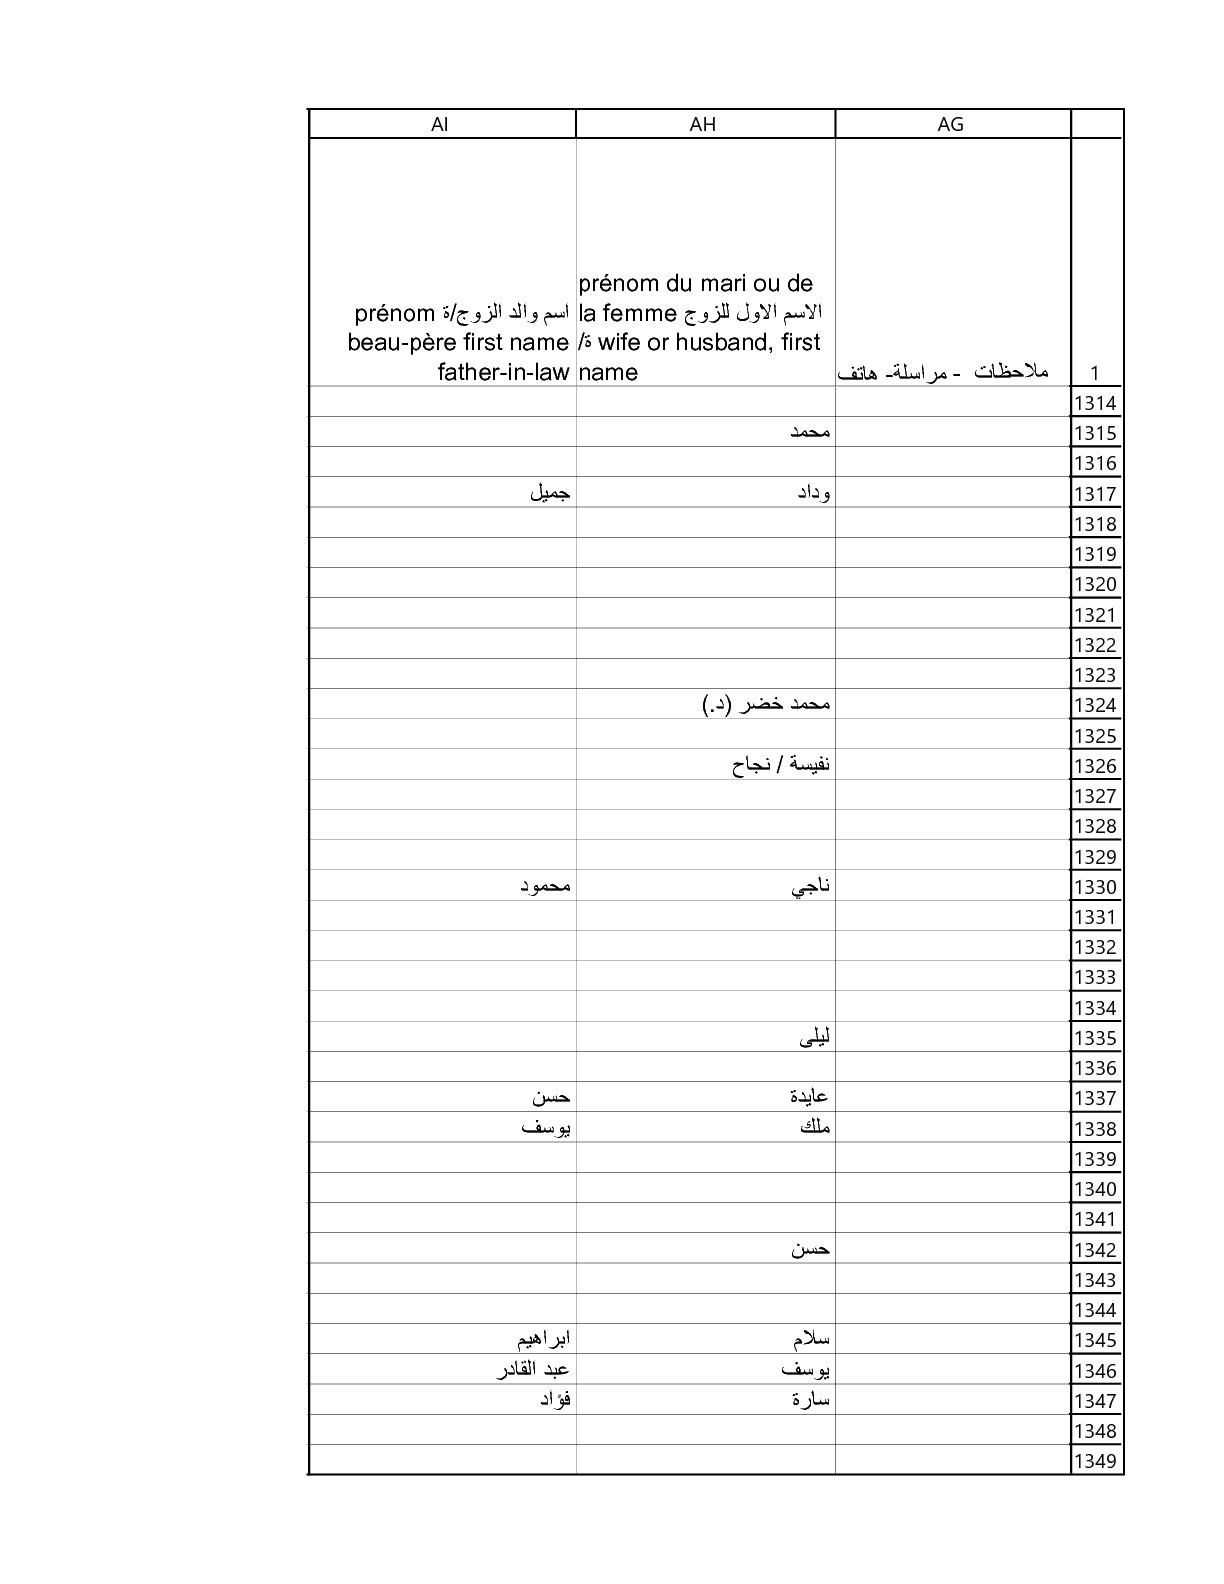 AG AH AI
1 ملاحظات - مراسلة- هاتف
prénom du mari ou de
la femme الاسم الاول للزوج
/ة wife or husband, first
name
prénom اسم والد الزوج/ة
beau-père first name
father-in-law
1314
1315 محمد
1316
1317 وداد جميل
1318
1319
1320
1321
1322
1323
1324 محمد خضر (د.)
1325
1326 نفيسة / نجاح
1327
1328
1329
1330 ناجي محمود
1331
1332
1333
1334
1335 ليلى
1336
1337 عايدة حسن
1338 ملك يوسف
1339
1340
1341
1342 حسن
1343
1344
1345 سلام ابراهيم
1346 يوسف عبد القادر
1347 سارة فؤاد
1348
1349